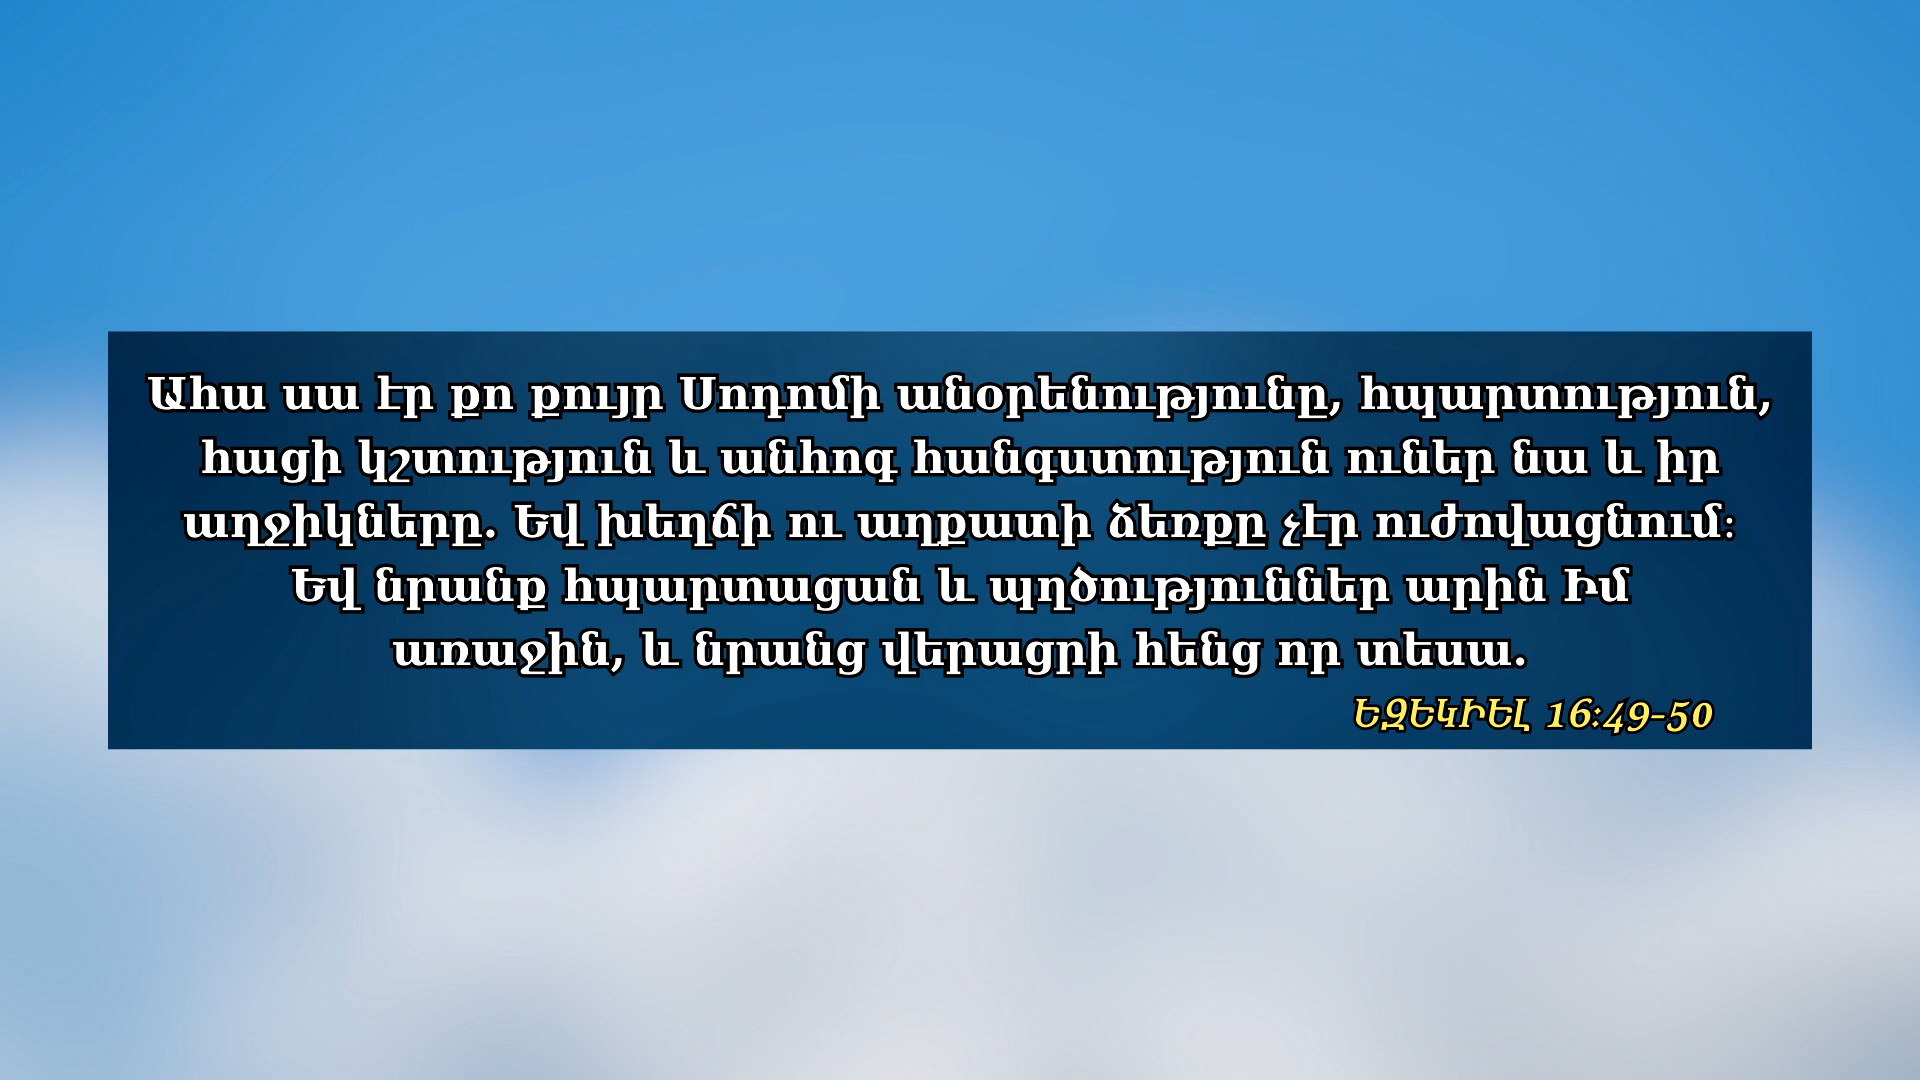 Ահա սա էր քո քույր Սոդոմի անօրենությունը, հպարտություն,
հացի կշտություն և անհոգ հանգստություն ուներ նա և իր
աղջիկները. Եվ խեղճի ու աղքատի ձեռքը չէր ուժովացնում:
Եվ նրանք հպարտացան և պղծություններ արին Իմ
առաջին, և նրանց վերացրի հենց որ տեսա.
ԵԶԵԿԻԵԼ 16:49-50